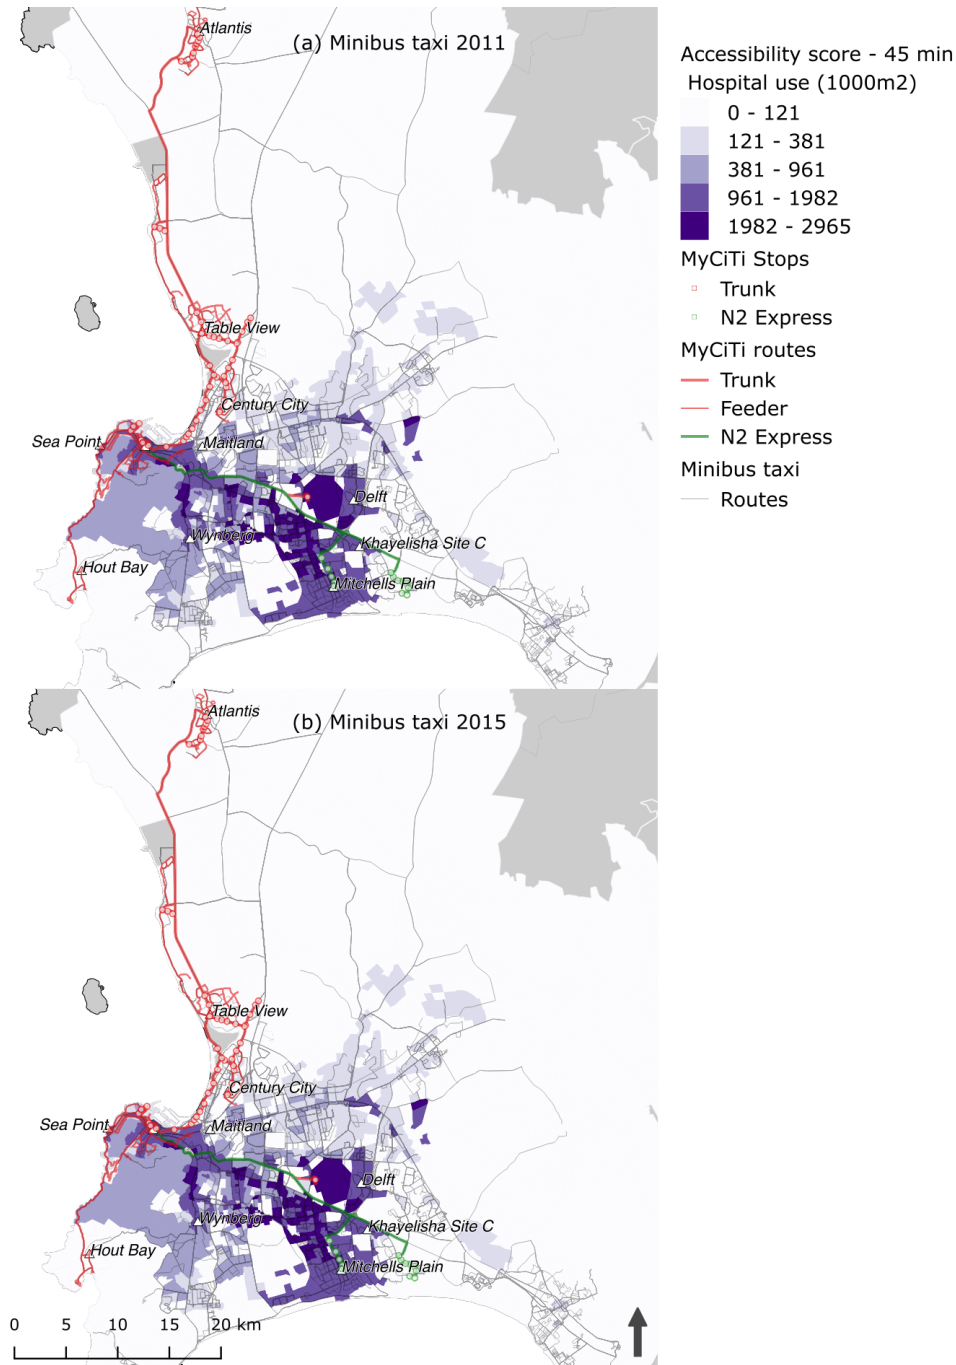 Atlantis
(a) Minibus taxi 2011
Table View
Century City
Sea Point
Maitland
Delft
Wynberg
Khayelisha Site C
Hout Bay
Mitchells Plain
Accessibility score - 45 min
Hospital use (1000m2)
0 - 121
121 - 381
381 - 961
961 - 1982
1982 - 2965
MyCiTi Stops
Trunk
N2 Express
MyCiTi routes
Trunk
Feeder
N2 Express
Minibus taxi
Routes
Atlantis
(b) Minibus taxi 2015
Table View
Century City
Sea Point
Maitland
Delft
Wynberg
Khayelisha Site C
Hout Bay
Mitchells Plain
0 5 10 15 20 km